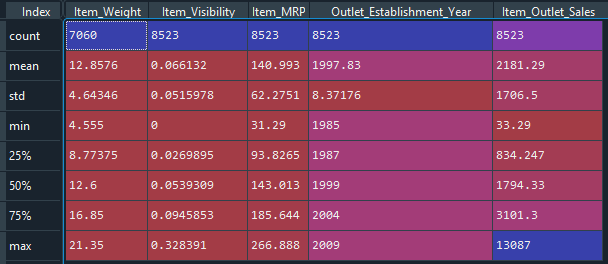 Index Item_Weight Item_Visibility Item_MRP Outlet_Establishment_Year Item_Outlet_Sales
count 7060 8523 8523 8523 8523
mean 12.8576 0.066132 140.993 1997.83 2181.29
std 4.64346 0.0515978 62.2751 8.37176 1706.5
min 4.555 0 31.29 1985 33.29
25% 8.77375 0.0269895 93.8265 1987 834.247
50% 12.6 0.0539309 143.013 1999 1794.33
75% 16.85 0.0945853 185.644 2004 3101.3
max 21.35 0.328391 266.888 2009 13087